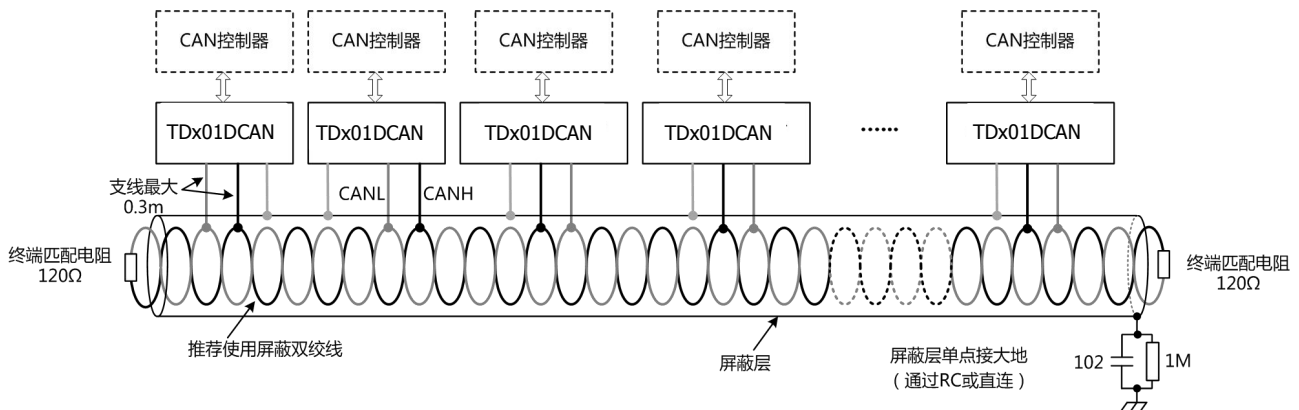 CAN控制器
CAN控制器
CAN控制器
CAN控制器
CAN控制器
TDx01DCAN
TDx01DCAN
TDx01DCAN
TDx01DCAN
······
TDx01DCAN
支线最大
0.3m
CANL
CANH
终端匹配电阻
120Ω
终端匹配电阻
120Ω
推荐使用屏蔽双绞线
屏蔽层
屏蔽层单点接大地
（通过RC或直连）
102
1M